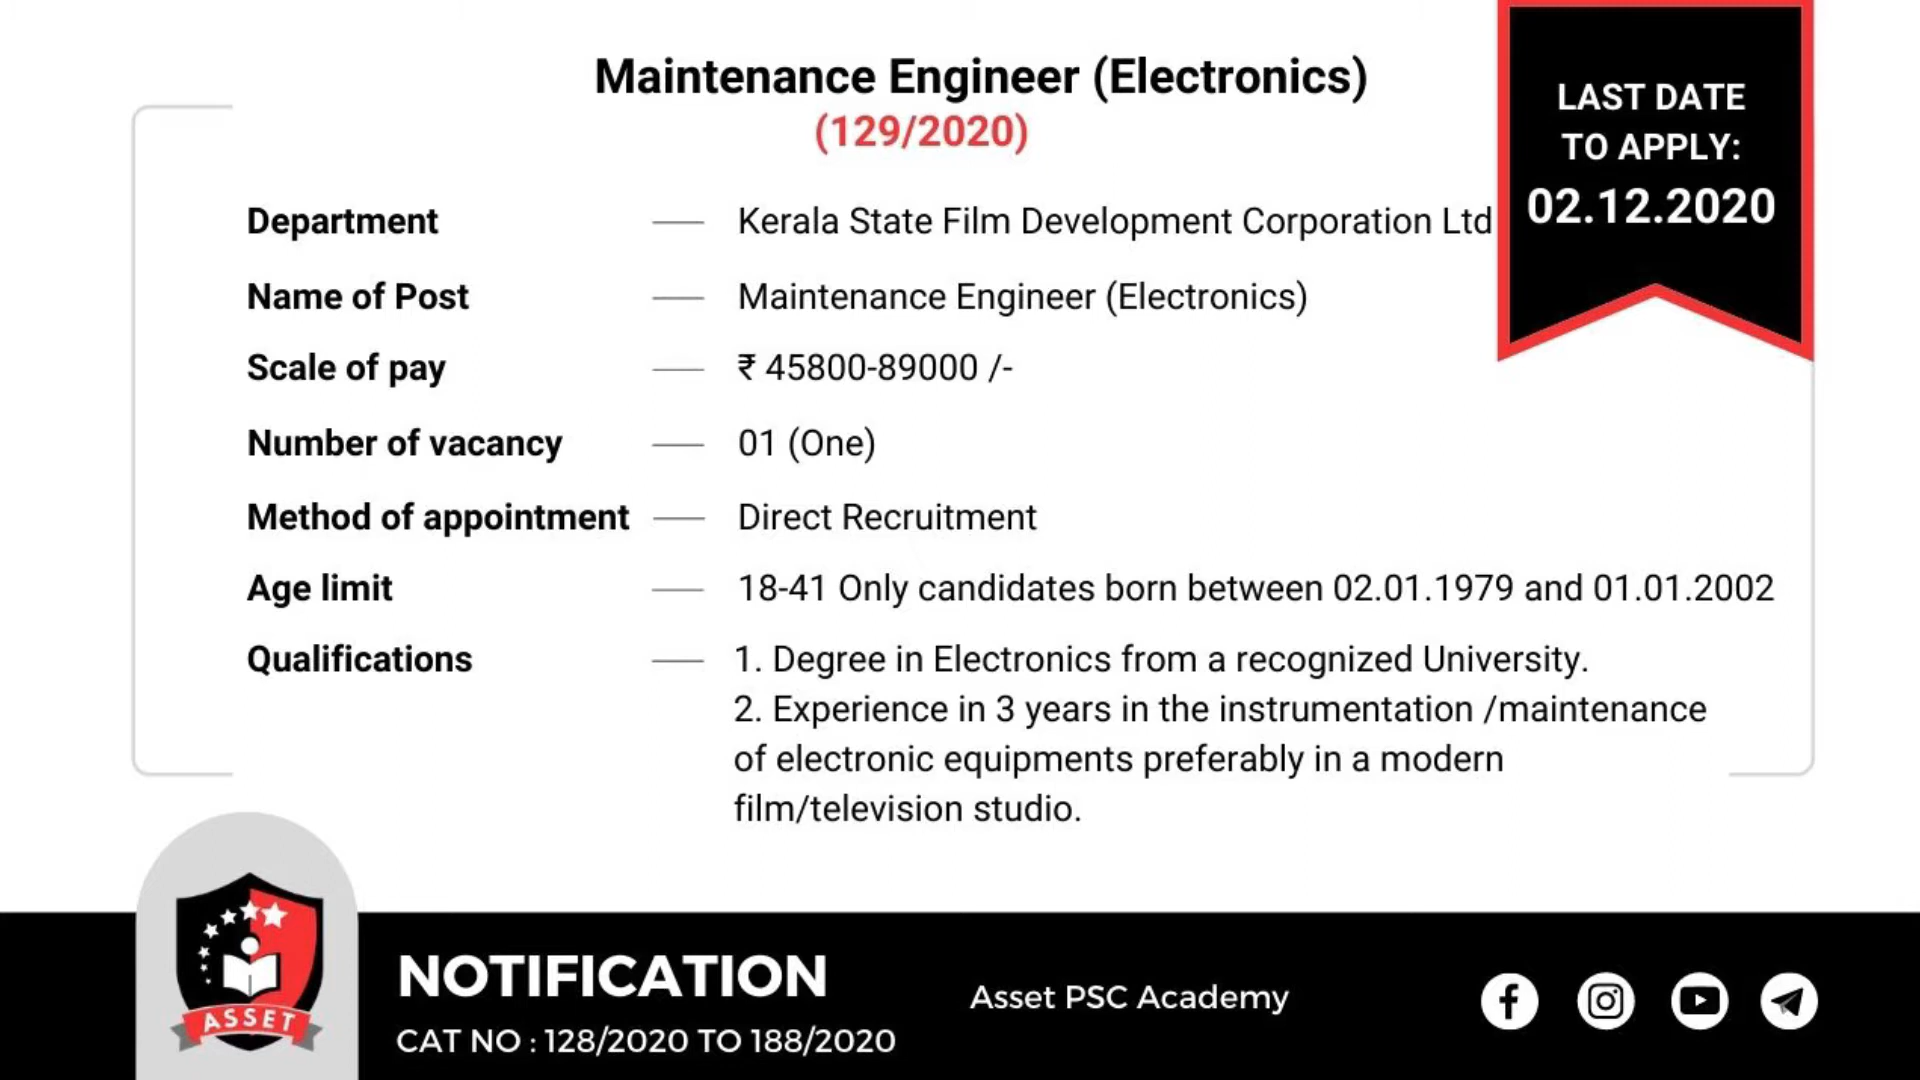 Maintenance Engineer (Electronics)
(129/2020)
LAST DATE
TO APPLY:
02.12.2020
Department — Kerala State Film Development Corporation Ltd
Name of Post — Maintenance Engineer (Electronics)
Scale of pay — ₹ 45800-89000 /-
Number of vacancy — 01 (One)
Method of appointment — Direct Recruitment
Age limit — 18-41 Only candidates born between 02.01.1979 and 01.01.2002
Qualifications — 1. Degree in Electronics from a recognized University.
2. Experience in 3 years in the instrumentation /maintenance
of electronic equipments preferably in a modern
film/television studio.
ASSET
NOTIFICATION
CAT NO : 128/2020 TO 188/2020
Asset PSC Academy